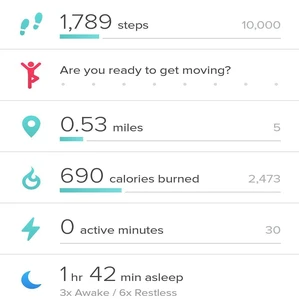 1,789 steps 10,000
Are you ready to get moving?
0.53 miles 5
690 calories burned 2,473
0 active minutes 30
1 hr 42 min asleep
3x Awake / 6x Restless